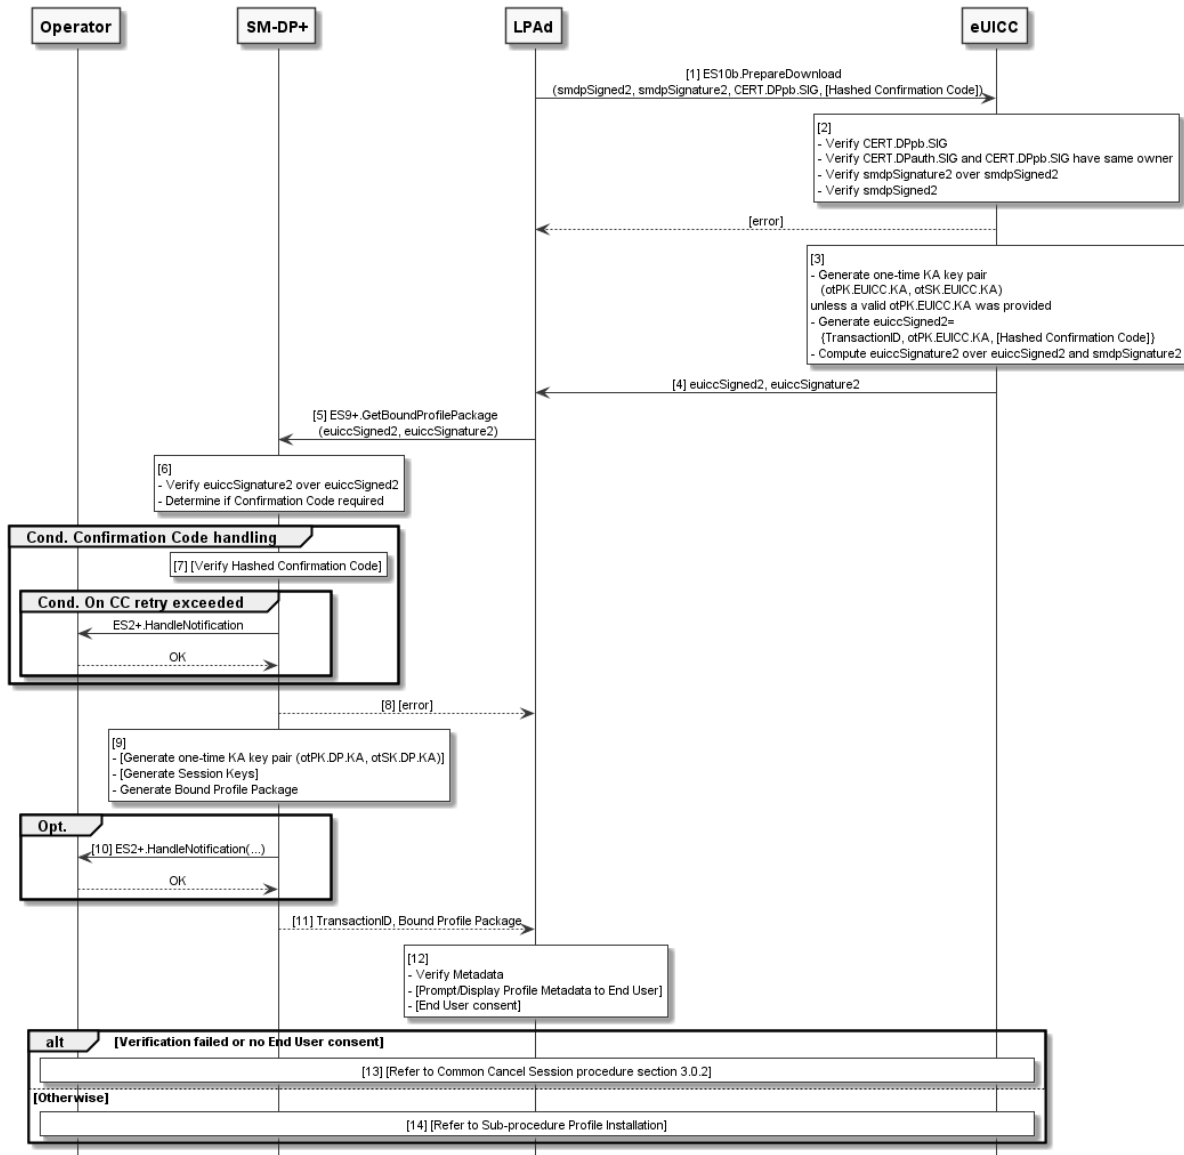 Operator
SM-DP+
LPAd
eUICC
[1] ES10b.PrepareDownload
(smdpSigned2, smdpSignature2, CERT.DPpb.SIG, [Hashed Confirmation Code])
[2]
- Verify CERT.DPpb.SIG
- Verify CERT.DPauth.SIG and CERT.DPpb.SIG have same owner
- Verify smdpSignature2 over smdpSigned2
- Verify smdpSigned2
[error]
[3]
- Generate one-time KA key pair
(otPK.EUICC.KA, otSK.EUICC.KA)
unless a valid otPK.EUICC.KA was provided
- Generate euiccSigned2=
{TransactionID, otPK.EUICC.KA, [Hashed Confirmation Code]}
- Compute euiccSignature2 over euiccSigned2 and smdpSignature2
[4] euiccSigned2, euiccSignature2
[5] ES9+.GetBoundProfilePackage
(euiccSigned2, euiccSignature2)
[6]
- Verify euiccSignature2 over euiccSigned2
- Determine if Confirmation Code required
Cond. Confirmation Code handling
[7] [Verify Hashed Confirmation Code]
Cond. On CC retry exceeded
ES2+.HandleNotification
OK
[8] [error]
[9]
- [Generate one-time KA key pair (otPK.DP.KA, otSK.DP.KA)]
- [Generate Session Keys]
- Generate Bound Profile Package
Opt.
[10] ES2+.HandleNotification(...)
OK
[11] TransactionID, Bound Profile Package
[12]
- Verify Metadata
- [Prompt/Display Profile Metadata to End User]
- [End User consent]
alt [Verification failed or no End User consent]
[13] [Refer to Common Cancel Session procedure section 3.0.2]
[Otherwise]
[14] [Refer to Sub-procedure Profile Installation]